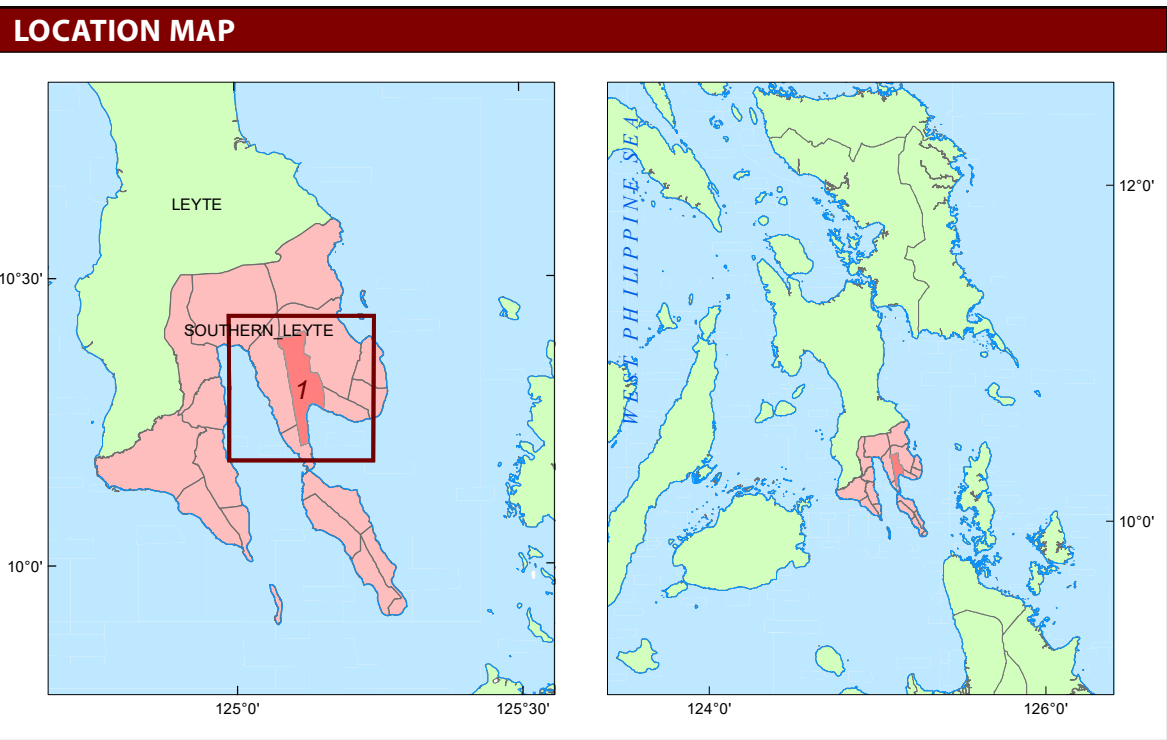 LOCATION MAP
LEYTE
10°30'
SOUTHERN_LEYTE
1
10°0'
125°0'
125°30'
WEST PHILIPPINE SEA
12°0'
10°0'
124°0'
126°0'